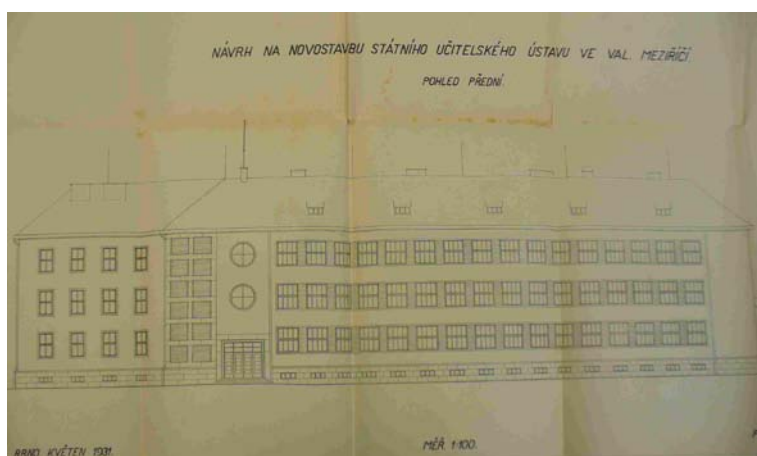 NÁVRH NA NOVOSTAVBU STÁTNÍHO UČITELSKÉHO ÚSTAVU VE VAL. MEZIŘÍČÍ.
POHLED PŘEDNÍ.
BRNO, KVĚTEN 1931.
MĚŘ. 1:100.